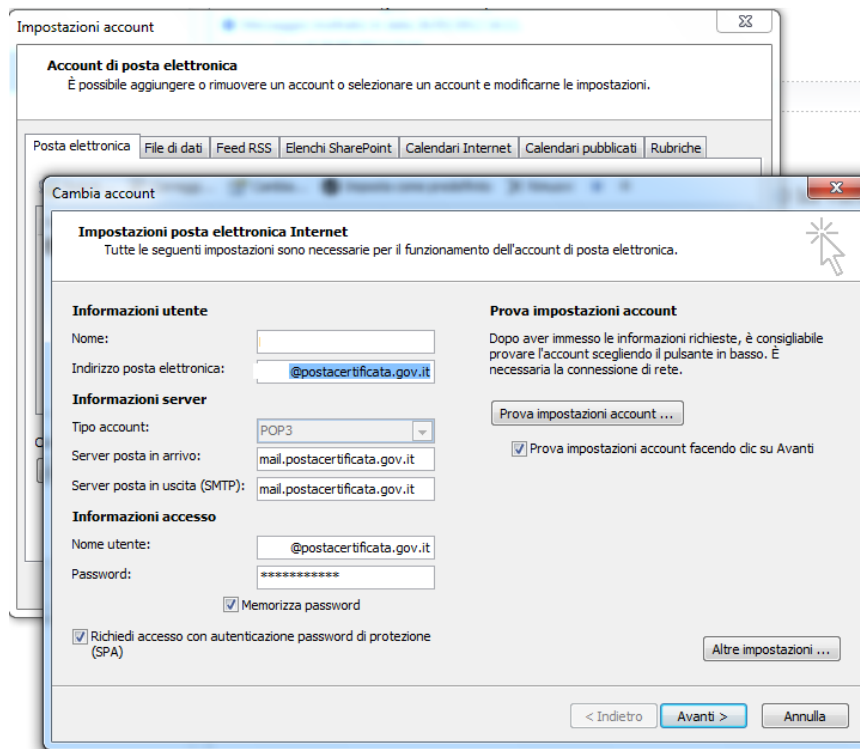 Impostazioni account
Account di posta elettronica
È possibile aggiungere o rimuovere un account o selezionare un account e modificarne le impostazioni.
Posta elettronica File di dati Feed RSS Elenchi SharePoint Calendari Internet Calendari pubblicati Rubriche
Cambia account
Impostazioni posta elettronica Internet
Tutte le seguenti impostazioni sono necessarie per il funzionamento dell'account di posta elettronica.
Informazioni utente
Nome:
Indirizzo posta elettronica: @postacertificata.gov.it
Informazioni server
Tipo account: POP3
Server posta in arrivo: mail.postacertificata.gov.it
Server posta in uscita (SMTP): mail.postacertificata.gov.it
Informazioni accesso
Nome utente: @postacertificata.gov.it
Password: ***********
Memorizza password
Richiedi accesso con autenticazione password di protezione
(SPA)
Prova impostazioni account
Dopo aver immesso le informazioni richieste, è consigliabile
provare l'account scegliendo il pulsante in basso. È
necessaria la connessione di rete.
Prova impostazioni account ...
Prova impostazioni account facendo clic su Avanti
Altre impostazioni ...
< Indietro Avanti > Annulla